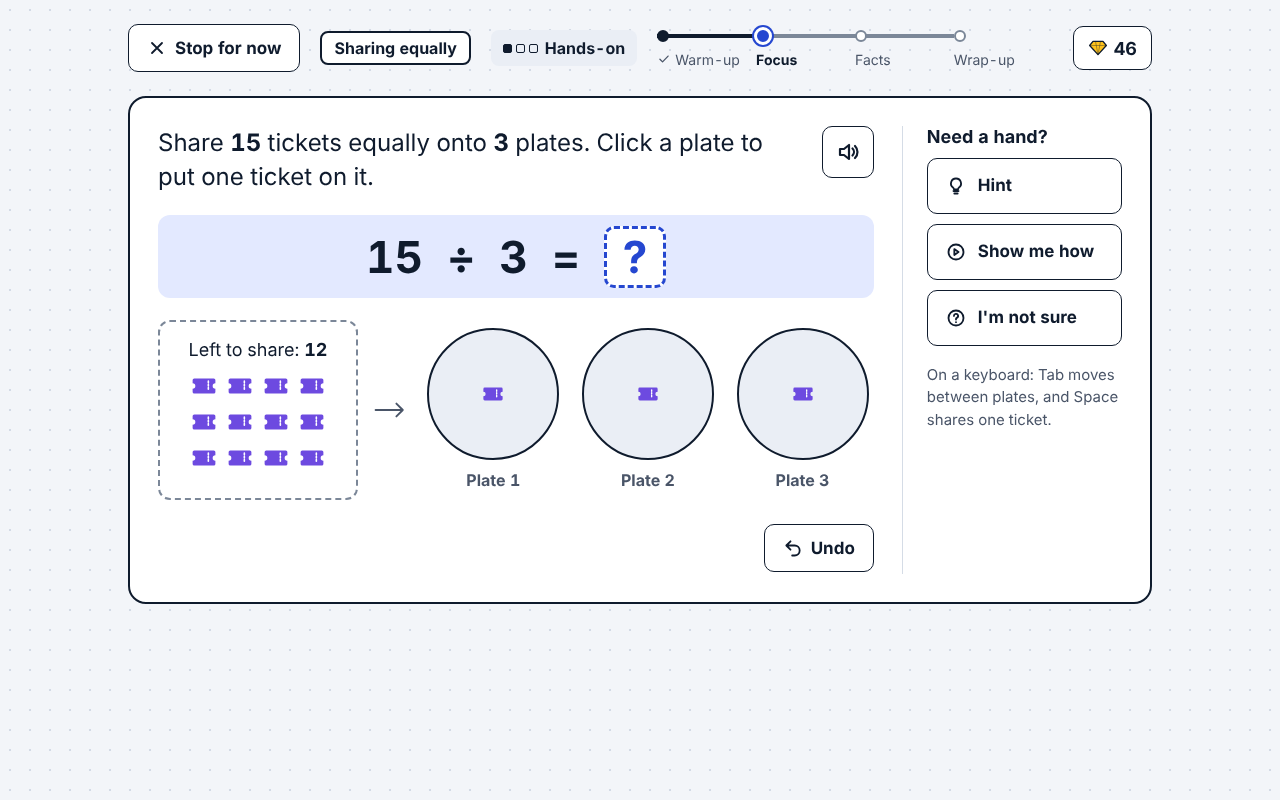 Stop for now
Sharing equally
Hands-on
Warm-up
Focus
Facts
Wrap-up
46
Share 15 tickets equally onto 3 plates. Click a plate to
put one ticket on it.
15 ÷ 3 = ?
Left to share: 12
Plate 1
Plate 2
Plate 3
Undo
Need a hand?
Hint
Show me how
I'm not sure
On a keyboard: Tab moves
between plates, and Space
shares one ticket.